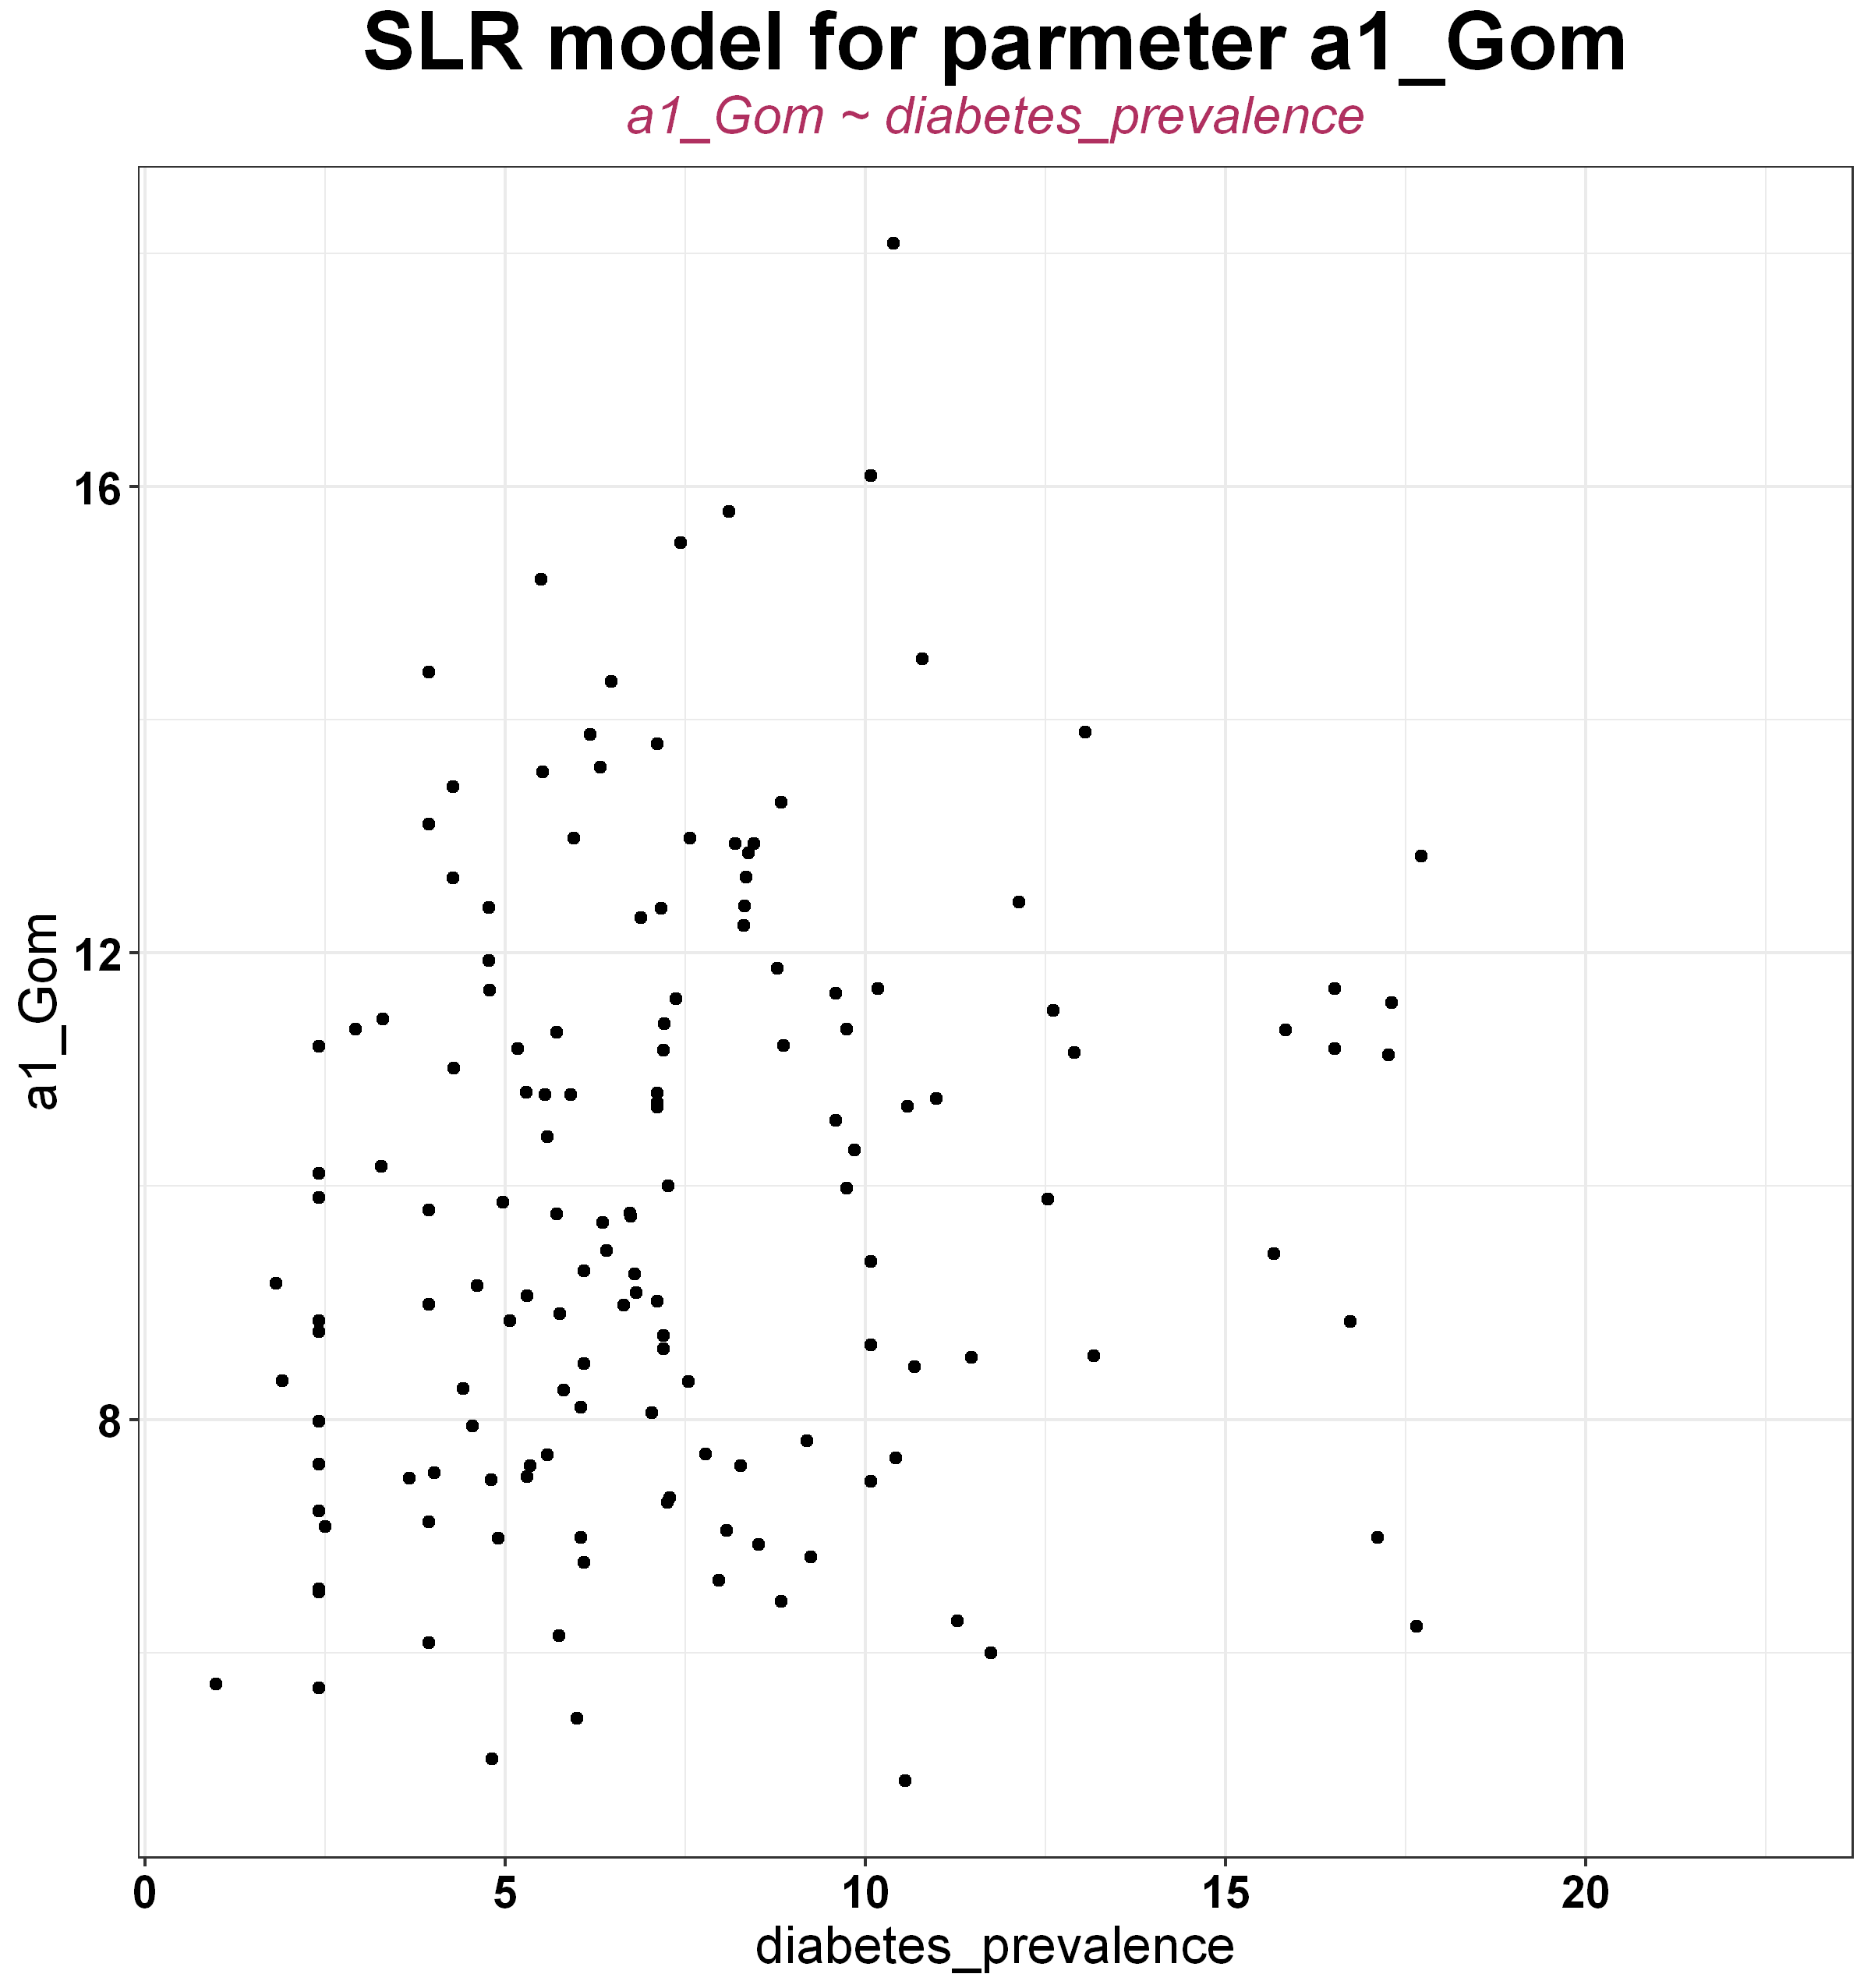 SLR model for parmeter a1_Gom
a1_Gom ~ diabetes_prevalence
16
12
8
a1_Gom
0 5 10 15 20
diabetes_prevalence